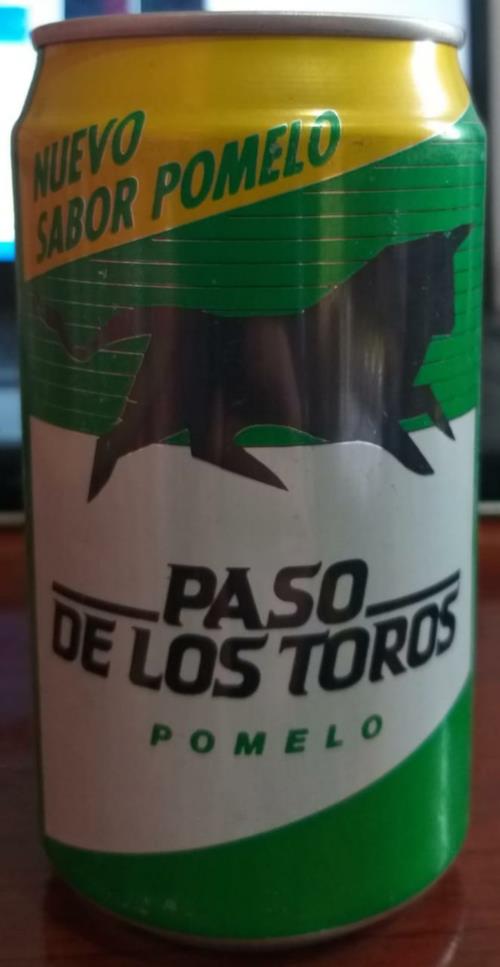 NUEVO
SABOR POMELO
PASO
DE LOS TOROS
POMELO